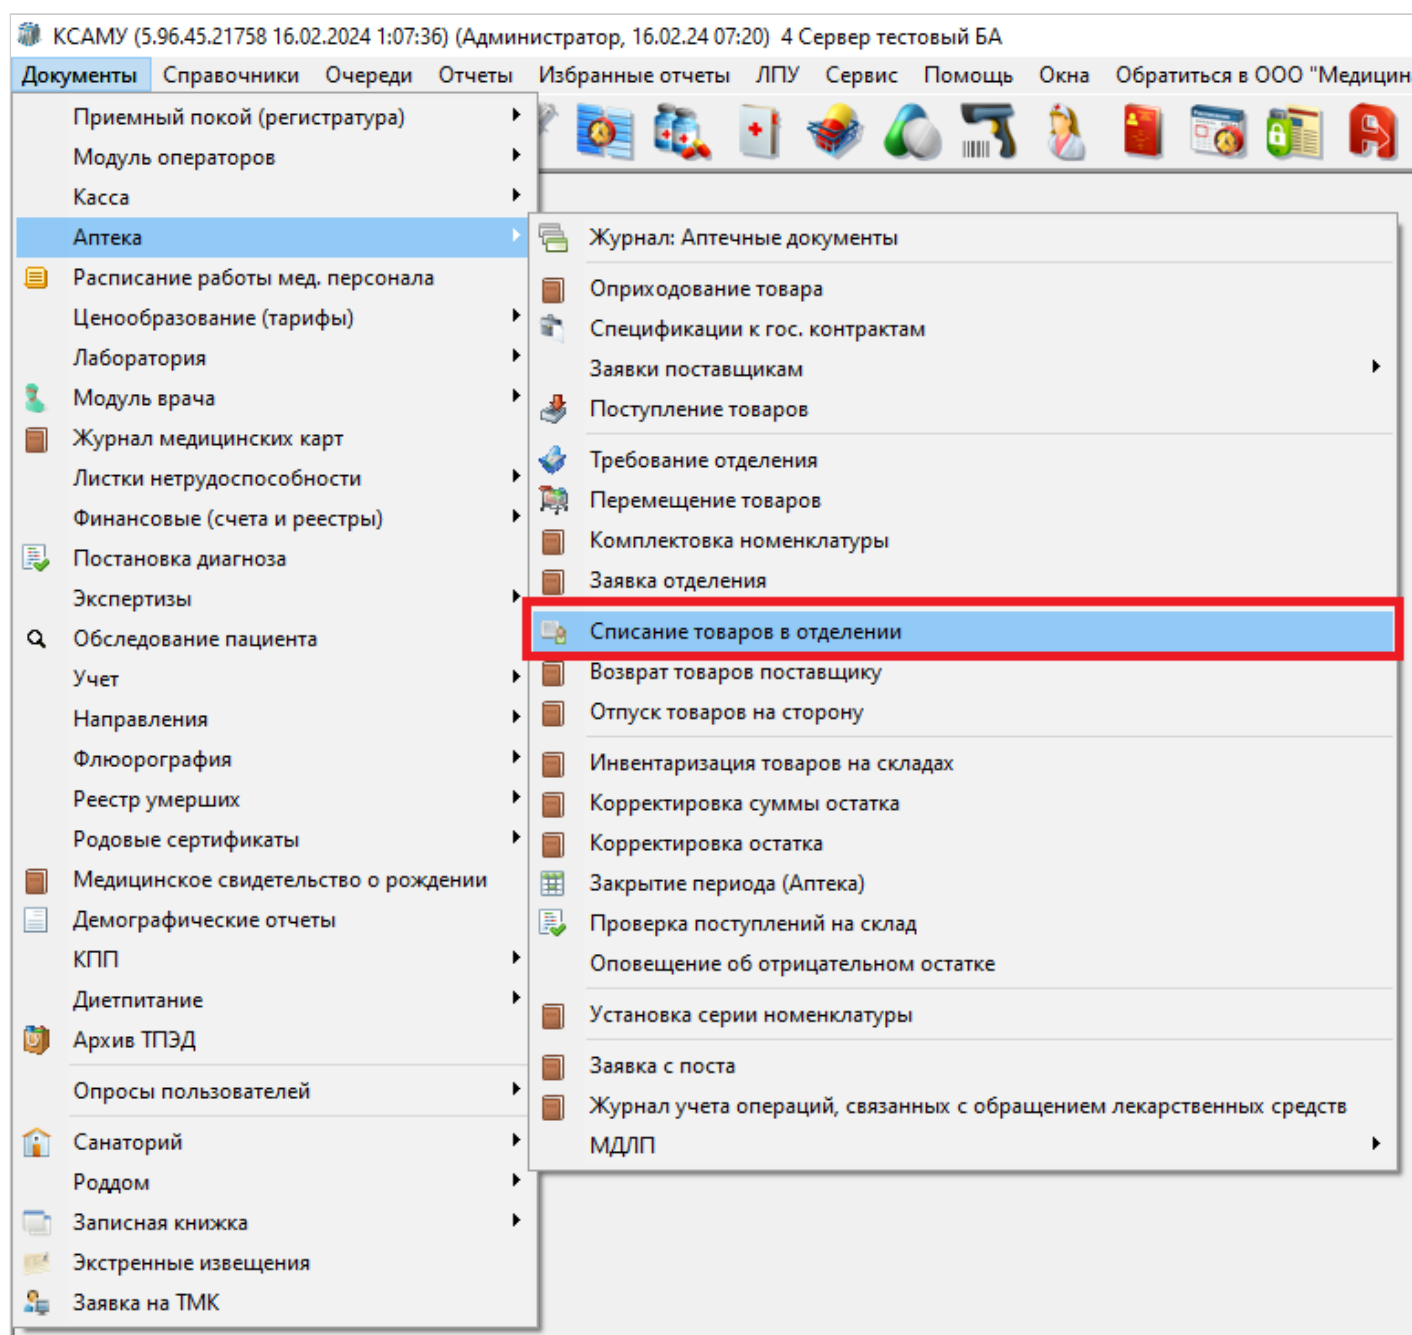 КСАМУ (5.96.45.21758 16.02.2024 1:07:36) (Администратор, 16.02.24 07:20) 4 Сервер тестовый БА
Документы Справочники Очереди Отчеты Избранные отчеты ЛПУ Сервис Помощь Окна Обратиться в ООО "Медицин
Приемный покой (регистратура)
Модуль операторов
Касса
Аптека
Расписание работы мед. персонала
Ценообразование (тарифы)
Лаборатория
Модуль врача
Журнал медицинских карт
Листки нетрудоспособности
Финансовые (счета и реестры)
Постановка диагноза
Экспертизы
Обследование пациента
Учет
Направления
Флюорография
Реестр умерших
Родовые сертификаты
Медицинское свидетельство о рождении
Демографические отчеты
КПП
Диетпитание
Архив ТПЭД
Опросы пользователей
Санаторий
Роддом
Записная книжка
Экстренные извещения
Заявка на ТМК
Журнал: Аптечные документы
Оприходование товара
Спецификации к гос. контрактам
Заявки поставщикам
Поступление товаров
Требование отделения
Перемещение товаров
Комплектовка номенклатуры
Заявка отделения
Списание товаров в отделении
Возврат товаров поставщику
Отпуск товаров на сторону
Инвентаризация товаров на складах
Корректировка суммы остатка
Корректировка остатка
Закрытие периода (Аптека)
Проверка поступлений на склад
Оповещение об отрицательном остатке
Установка серии номенклатуры
Заявка с поста
Журнал учета операций, связанных с обращением лекарственных средств
МДЛП